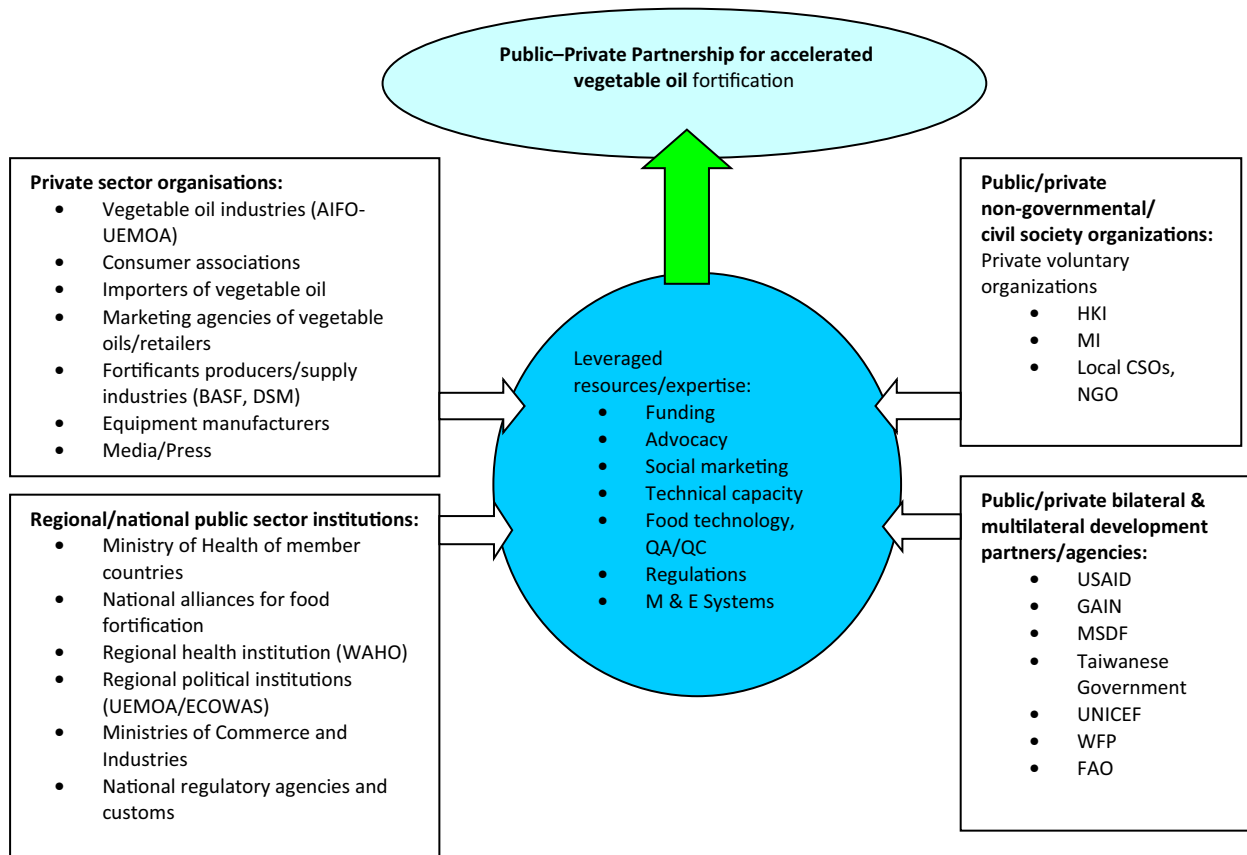 Public–Private Partnership for accelerated
vegetable oil fortification
Private sector organisations:
• Vegetable oil industries (AIFO-
UEMOA)
• Consumer associations
• Importers of vegetable oil
• Marketing agencies of vegetable
oils/retailers
• Fortificants producers/supply
industries (BASF, DSM)
• Equipment manufacturers
• Media/Press
Regional/national public sector institutions:
• Ministry of Health of member
countries
• National alliances for food
fortification
• Regional health institution (WAHO)
• Regional political institutions
(UEMOA/ECOWAS)
• Ministries of Commerce and
Industries
• National regulatory agencies and
customs
Leveraged
resources/expertise:
• Funding
• Advocacy
• Social marketing
• Technical capacity
• Food technology,
QA/QC
• Regulations
• M & E Systems
Public/private
non-governmental/
civil society organizations:
Private voluntary
organizations
• HKI
• MI
• Local CSOs,
NGO
Public/private bilateral &
multilateral development
partners/agencies:
• USAID
• GAIN
• MSDF
• Taiwanese
Government
• UNICEF
• WFP
• FAO